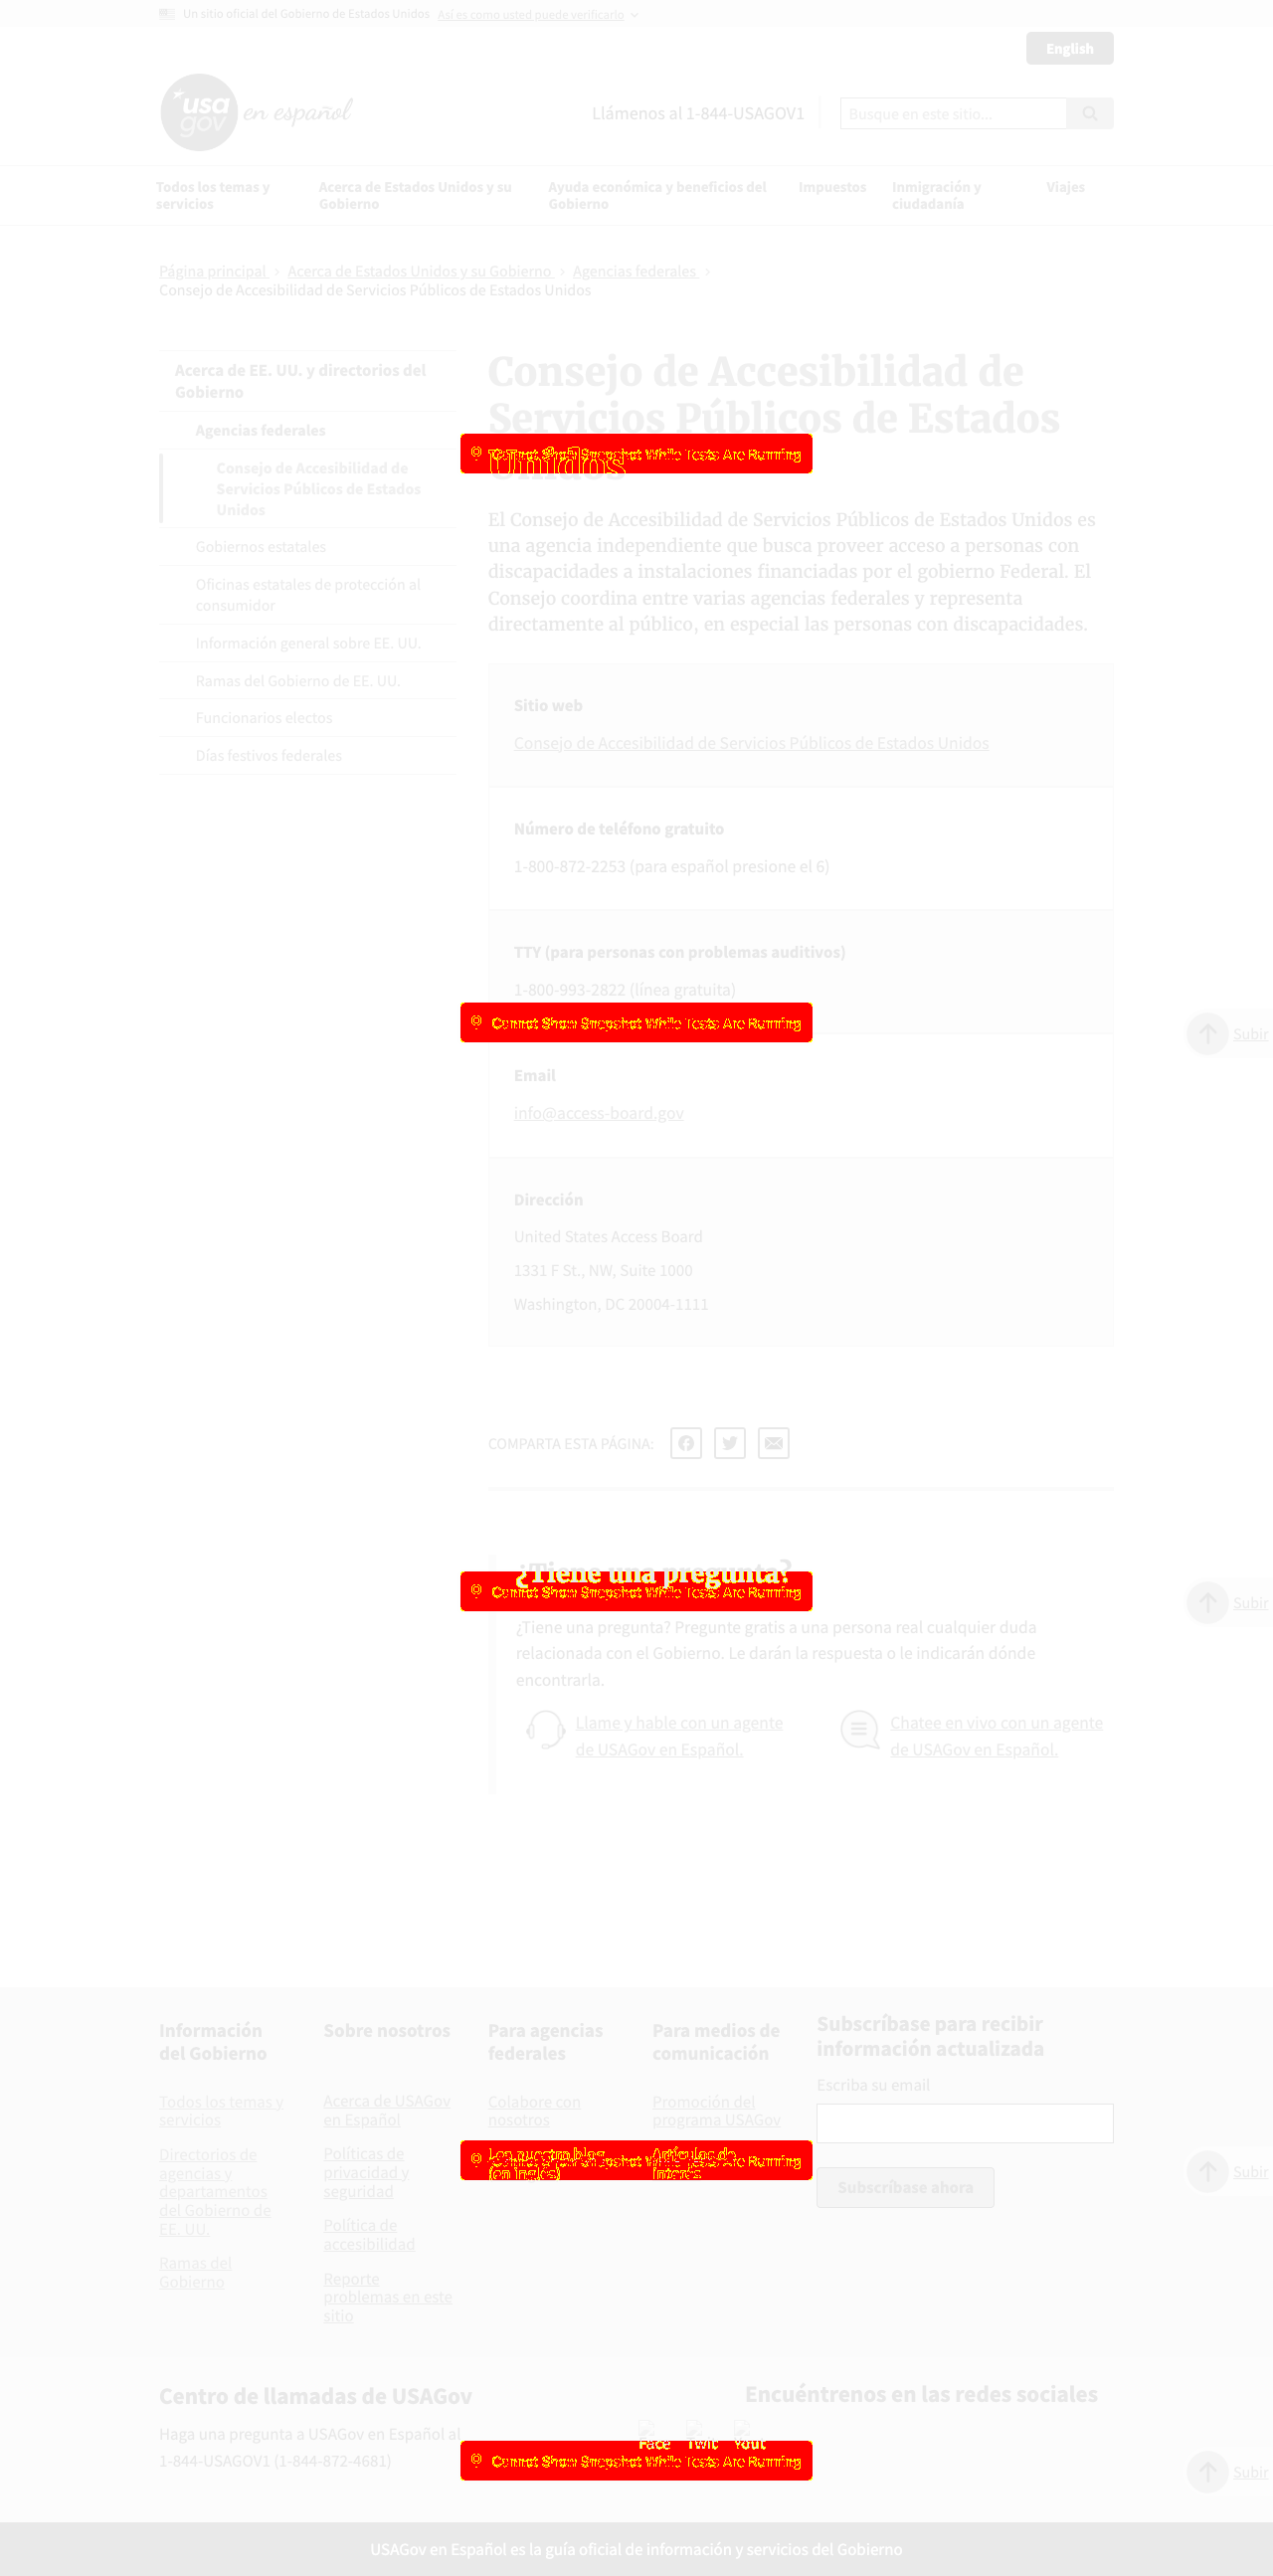 Un sitio oficial del Gobierno de Estados Unidos Así es como usted puede verificarlo
English
usa gov en español
Llámenos al 1-844-USAGOV1
Busque en este sitio...
Todos los temas y servicios
Acerca de Estados Unidos y su Gobierno
Ayuda económica y beneficios del Gobierno
Impuestos
Inmigración y ciudadanía
Viajes
Página principal › Acerca de Estados Unidos y su Gobierno › Agencias federales ›
Consejo de Accesibilidad de Servicios Públicos de Estados Unidos
Acerca de EE. UU. y directorios del
Gobierno
Agencias federales
Consejo de Accesibilidad de
Servicios Públicos de Estados
Unidos
Gobiernos estatales
Oficinas estatales de protección al
consumidor
Información general sobre EE. UU.
Ramas del Gobierno de EE. UU.
Funcionarios electos
Días festivos federales
Consejo de Accesibilidad de
Servicios Públicos de Estados
Unidos
Cannot Show Snapshot While Tests Are Running
El Consejo de Accesibilidad de Servicios Públicos de Estados Unidos es
una agencia independiente que busca proveer acceso a personas con
discapacidades a instalaciones financiadas por el gobierno Federal. El
Consejo coordina entre varias agencias federales y representa
directamente al público, en especial las personas con discapacidades.
Sitio web
Consejo de Accesibilidad de Servicios Públicos de Estados Unidos
Número de teléfono gratuito
1-800-872-2253 (para español presione el 6)
TTY (para personas con problemas auditivos)
1-800-993-2822 (línea gratuita)
Cannot Show Snapshot While Tests Are Running
Subir
Email
info@access-board.gov
Dirección
United States Access Board
1331 F St., NW, Suite 1000
Washington, DC 20004-1111
COMPARTA ESTA PÁGINA:
¿Tiene una pregunta?
Cannot Show Snapshot While Tests Are Running
Subir
¿Tiene una pregunta? Pregunte gratis a una persona real cualquier duda
relacionada con el Gobierno. Le darán la respuesta o le indicarán dónde
encontrarla.
Llame y hable con un agente
de USAGov en Español.
Chatee en vivo con un agente
de USAGov en Español.
Información
del Gobierno
Todos los temas y
servicios
Directorios de
agencias y
departamentos
del Gobierno de
EE. UU.
Ramas del
Gobierno
Sobre nosotros
Acerca de USAGov
en Español
Políticas de
privacidad y
seguridad
Política de
accesibilidad
Reporte
problemas en este
sitio
Para agencias
federales
Colabore con
nosotros
Lea nuestro blog
(en inglés)
Para medios de
comunicación
Promoción del
programa USAGov
Artículos de
interés
Cannot Show Snapshot While Tests Are Running
Subscríbase para recibir
información actualizada
Escriba su email
Subscríbase ahora
Subir
Centro de llamadas de USAGov
Haga una pregunta a USAGov en Español al
1-844-USAGOV1 (1-844-872-4681)
Encuéntrenos en las redes sociales
Face Twit Yout
Cannot Show Snapshot While Tests Are Running
Subir
USAGov en Español es la guía oficial de información y servicios del Gobierno